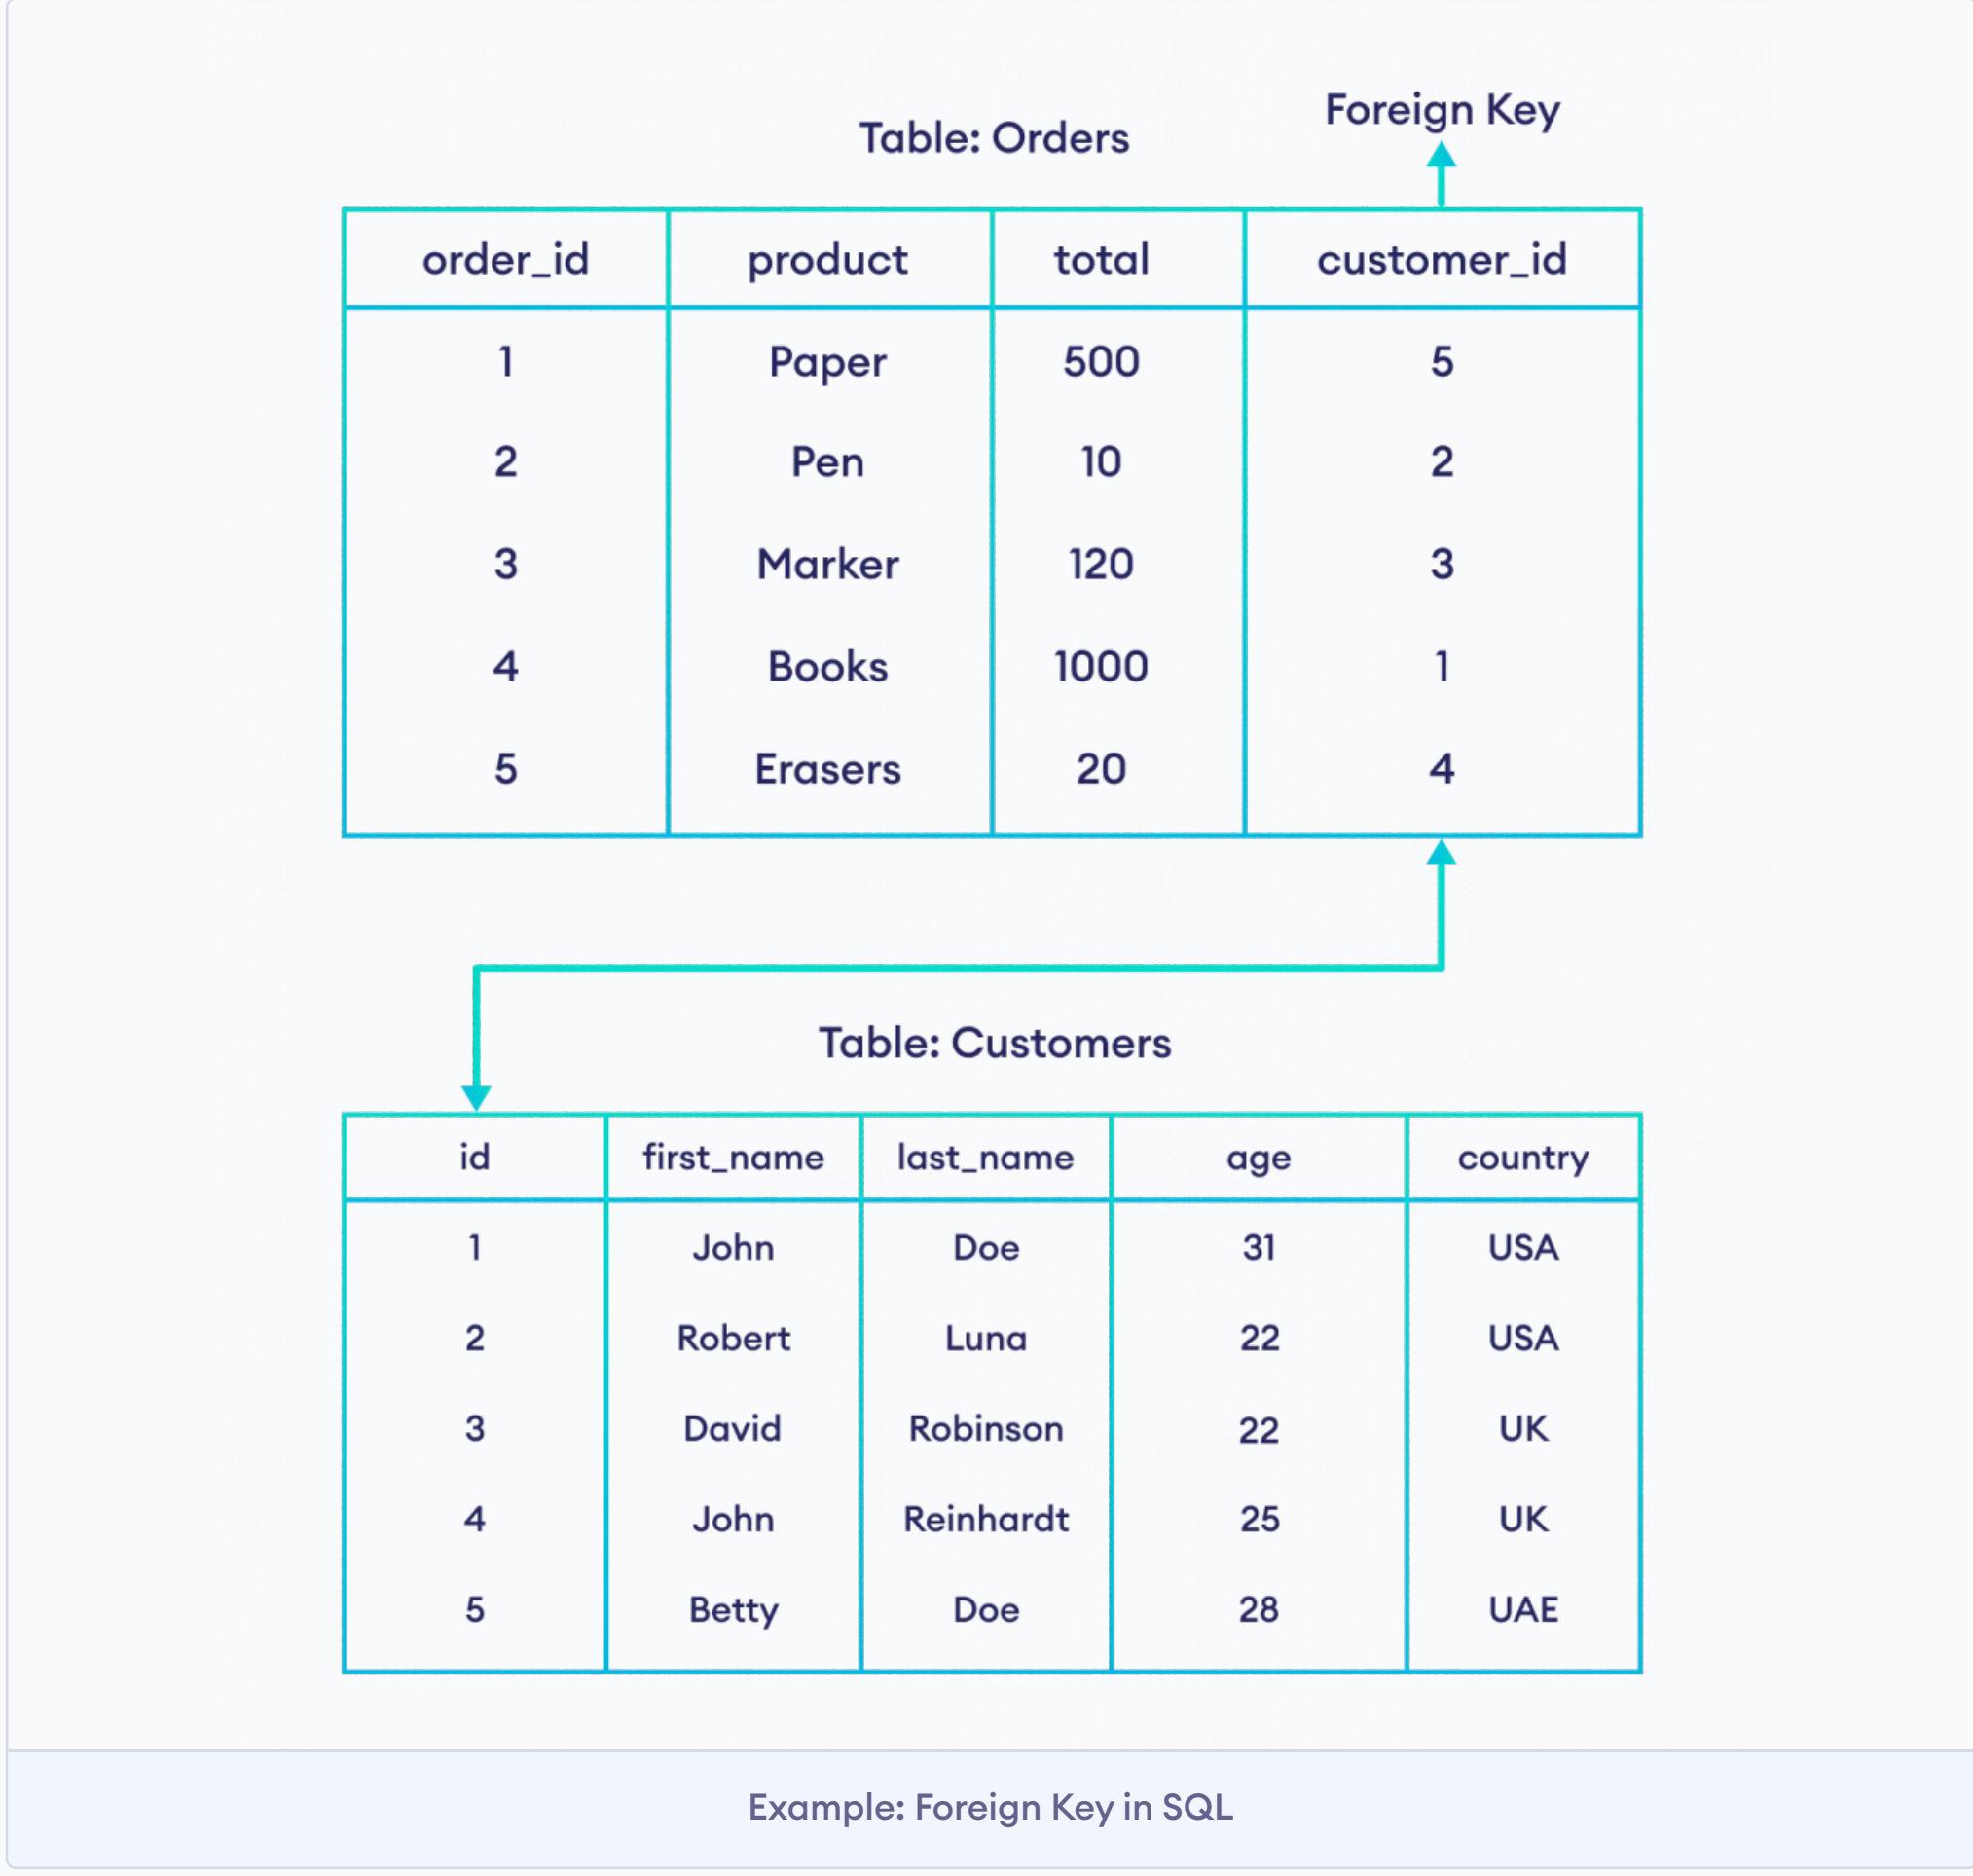 Foreign Key
Table: Orders
order_id product total customer_id
1 Paper 500 5
2 Pen 10 2
3 Marker 120 3
4 Books 1000 1
5 Erasers 20 4
Table: Customers
id first_name last_name age country
1 John Doe 31 USA
2 Robert Luna 22 USA
3 David Robinson 22 UK
4 John Reinhardt 25 UK
5 Betty Doe 28 UAE
Example: Foreign Key in SQL